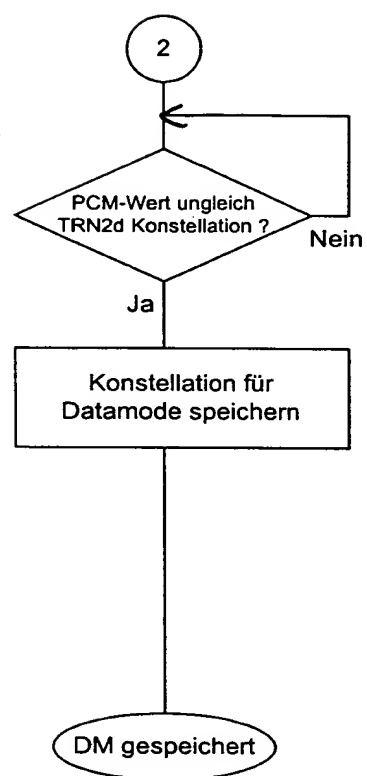 2
PCM-Wert ungleich
TRN2d Konstellation ?
Nein
Ja
Konstellation für
Datamode speichern
DM gespeichert